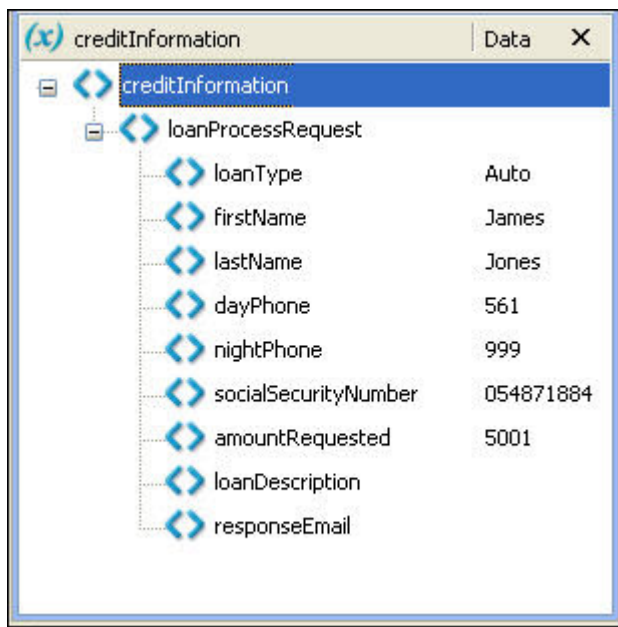 (x) creditInformation Data X
creditInformation
loanProcessRequest
loanType Auto
firstName James
lastName Jones
dayPhone 561
nightPhone 999
socialSecurityNumber 054871884
amountRequested 5001
loanDescription
responseEmail